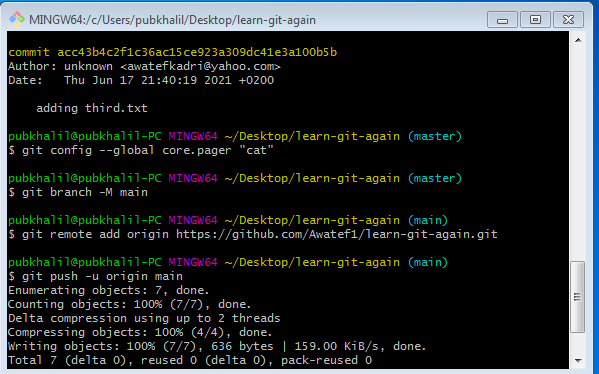 MINGW64:/c/Users/pubkhalil/Desktop/learn-git-again
commit acc43b4c2f1c36ac15ce923a309dc41e3a100b5b
Author: unknown <awatefkadri@yahoo.com>
Date:   Thu Jun 17 21:40:19 2021 +0200
    adding third.txt
pubkhalil@pubkhalil-PC MINGW64 ~/Desktop/learn-git-again (master)
$ git config --global core.pager "cat"
pubkhalil@pubkhalil-PC MINGW64 ~/Desktop/learn-git-again (master)
$ git branch -M main
pubkhalil@pubkhalil-PC MINGW64 ~/Desktop/learn-git-again (main)
$ git remote add origin https://github.com/Awatef1/learn-git-again.git
pubkhalil@pubkhalil-PC MINGW64 ~/Desktop/learn-git-again (main)
$ git push -u origin main
Enumerating objects: 7, done.
Counting objects: 100% (7/7), done.
Delta compression using up to 2 threads
Compressing objects: 100% (4/4), done.
Writing objects: 100% (7/7), 636 bytes | 159.00 KiB/s, done.
Total 7 (delta 0), reused 0 (delta 0), pack-reused 0